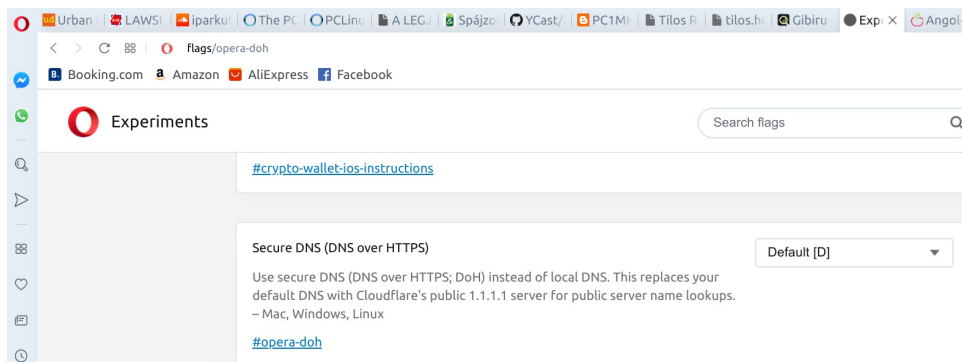 Urban LAWSU iparkut The PC PCLinu A LEGJ Spájzo YCast/ PC1MH Tilos R tilos.hu Gibiru Expe Angol-
flags/opera-doh
Booking.com Amazon AliExpress Facebook
Experiments
Search flags
#crypto-wallet-ios-instructions
Secure DNS (DNS over HTTPS)
Default [D]
Use secure DNS (DNS over HTTPS; DoH) instead of local DNS. This replaces your
default DNS with Cloudflare's public 1.1.1.1 server for public server name lookups.
– Mac, Windows, Linux
#opera-doh